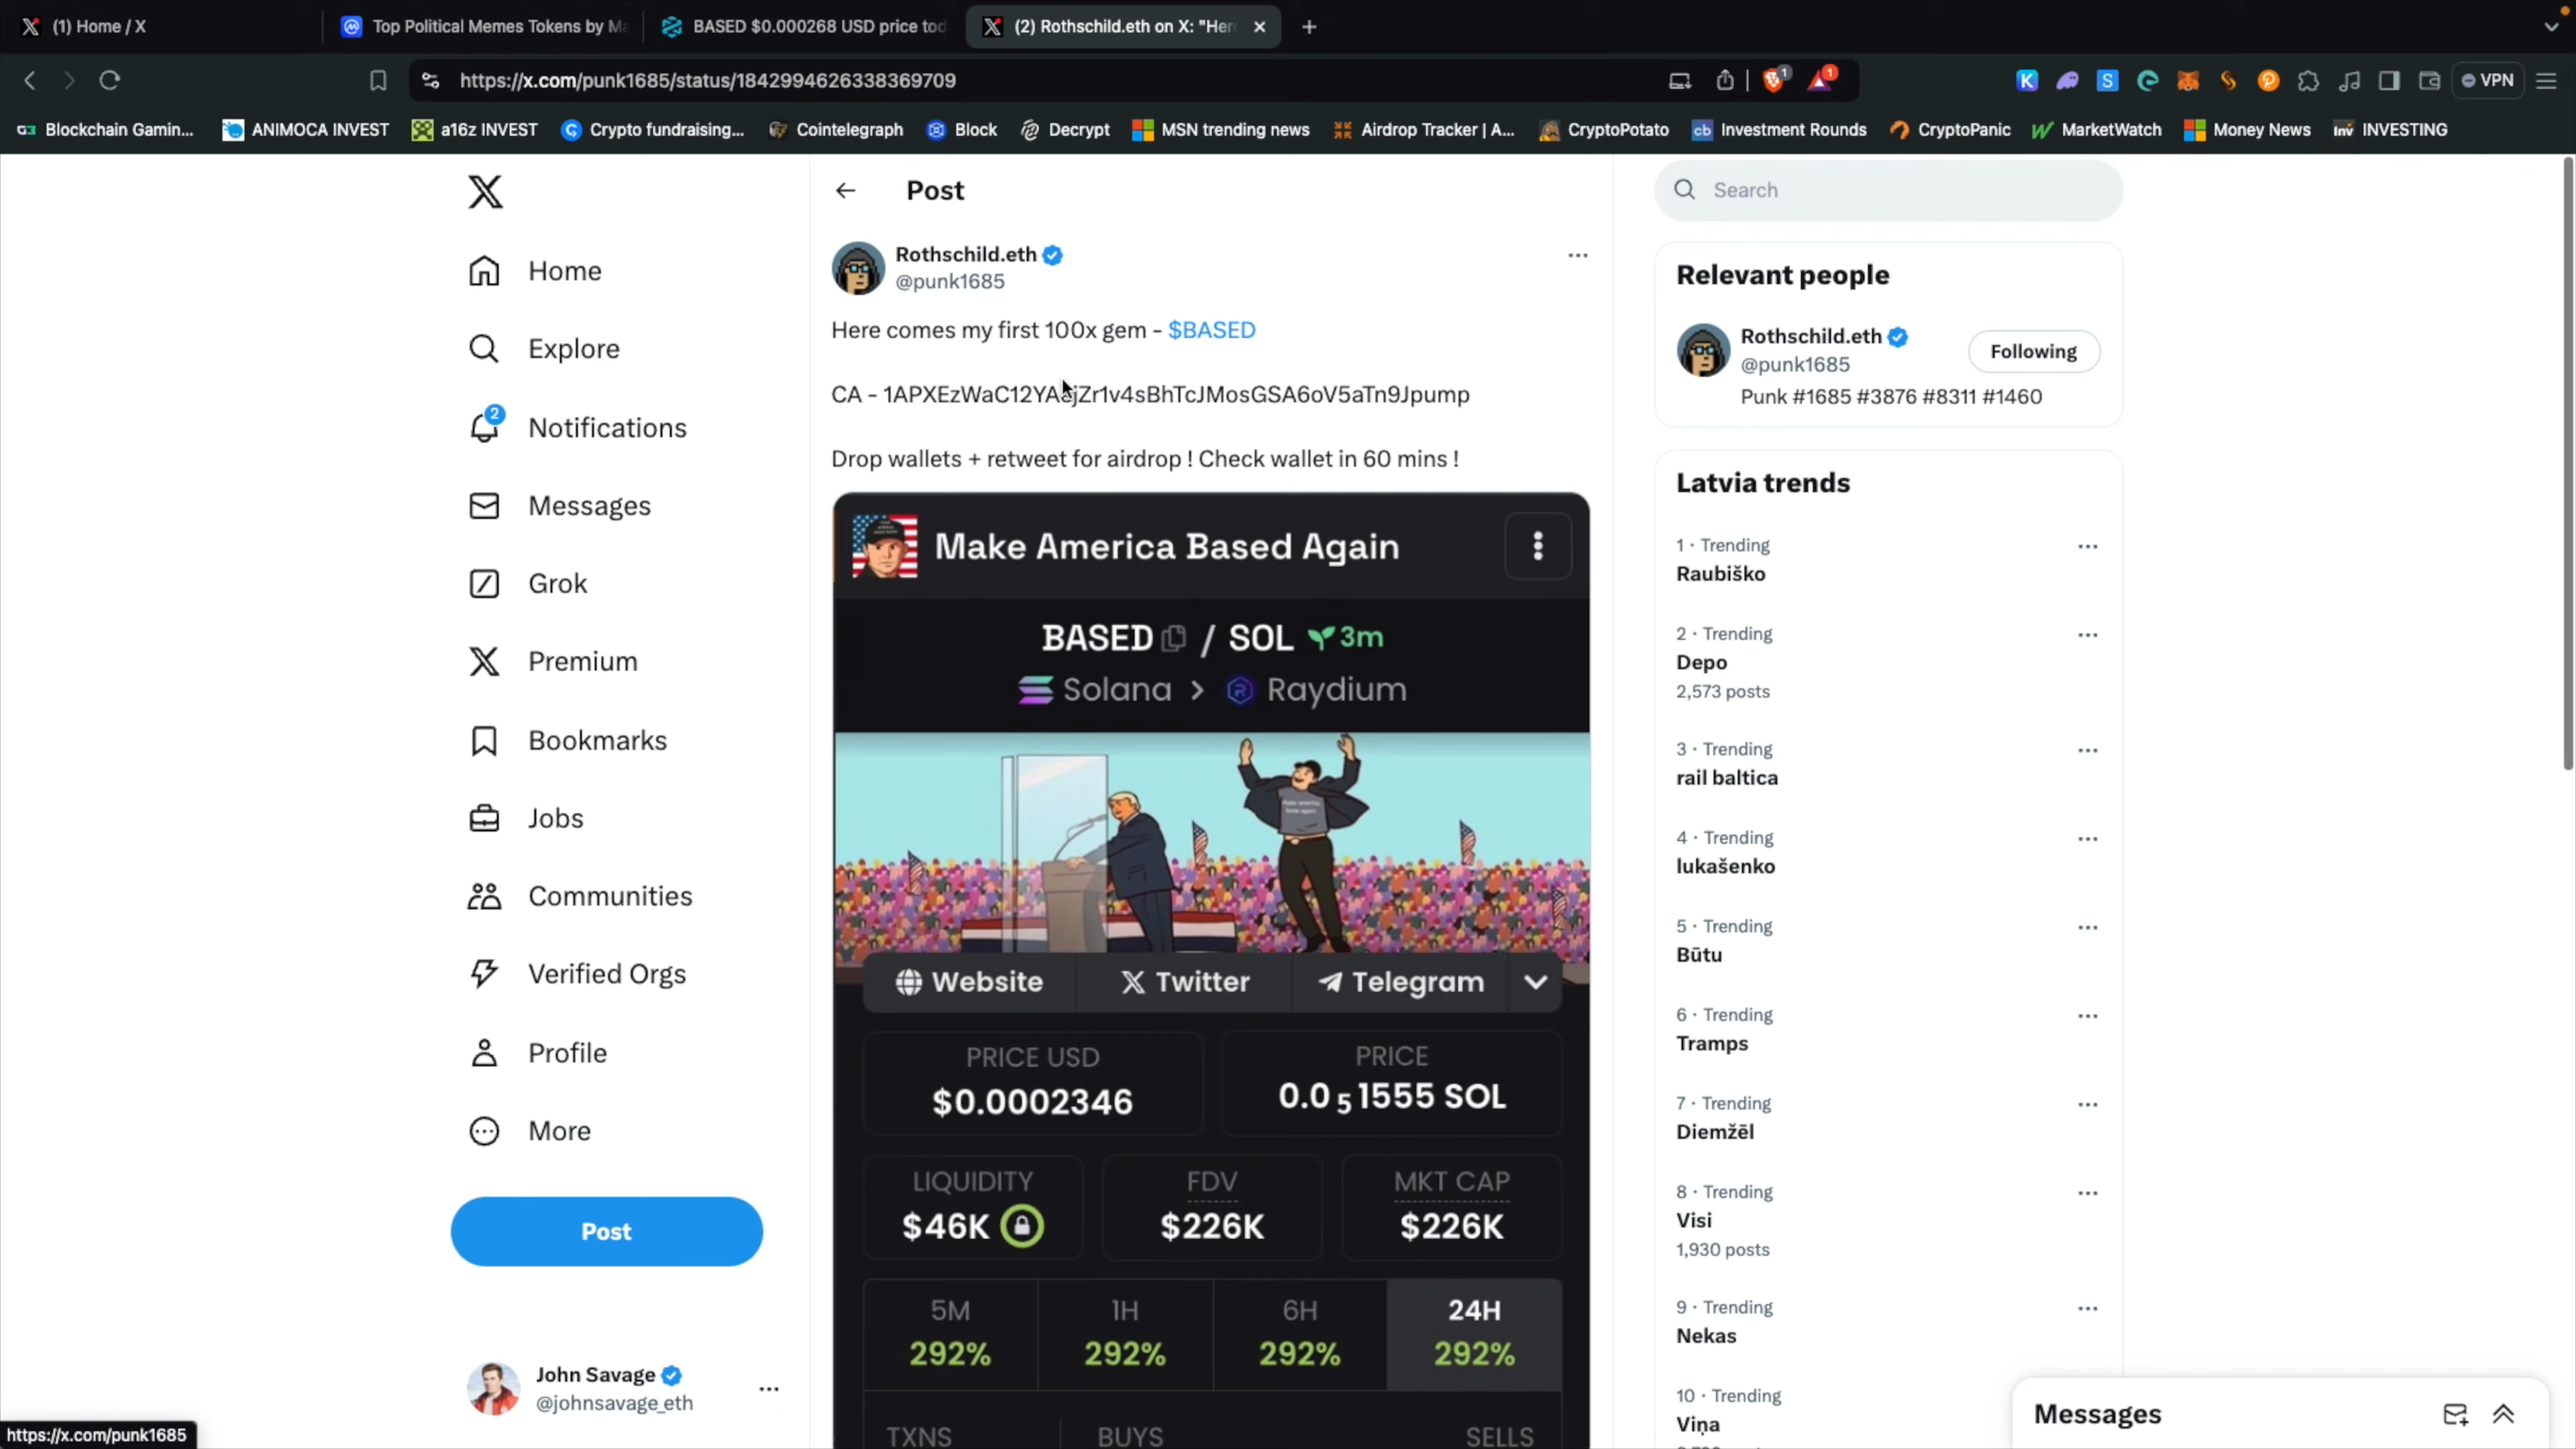 (1) Home / X
Top Political Memes Tokens by Ma
BASED $0.000268 USD price tod
(2) Rothschild.eth on X: "Her
https://x.com/punk1685/status/1842994626338369709
1
1
VPN
Blockchain Gamin...
ANIMOCA INVEST
a16z INVEST
Crypto fundraising...
Cointelegraph
Block
Decrypt
MSN trending news
Airdrop Tracker | A...
CryptoPotato
Investment Rounds
CryptoPanic
MarketWatch
Money News
INVESTING
Home
Explore
2
Notifications
Messages
Grok
Premium
Bookmarks
Jobs
Communities
Verified Orgs
Profile
More
Post
John Savage
@johnsavage_eth
https://x.com/punk1685
Post
Rothschild.eth
@punk1685
Here comes my first 100x gem - $BASED
CA -
Drop wallets + retweet for airdrop ! Check wallet in 60 mins !
Make America Based Again
BASED / SOL 3m
Solana > Raydium
Website
Twitter
Telegram
PRICE USD
$0.0002346
PRICE
0.0 5 1555 SOL
LIQUIDITY
$46K
FDV
$226K
MKT CAP
$226K
5M
292%
1H
292%
6H
292%
24H
292%
TXNS
BUYS
SELLS
Search
Relevant people
Rothschild.eth
@punk1685
Following
Punk #1685 #3876 #8311 #1460
Latvia trends
1 · Trending
Raubiško
2 · Trending
Depo
2,573 posts
3 · Trending
rail baltica
4 · Trending
lukašenko
5 · Trending
Būtu
6 · Trending
Tramps
7 · Trending
Diemžēl
8 · Trending
Visi
1,930 posts
9 · Trending
Nekas
10 · Trending
Viņa
Messages